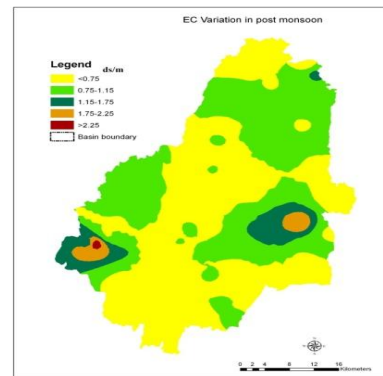 EC Variation in post monsoon
Legend ds/m
<0.75
0.75-1.15
1.15-1.75
1.75-2.25
>2.25
Basin boundary
0 2 4 8 12 16
Kilometers